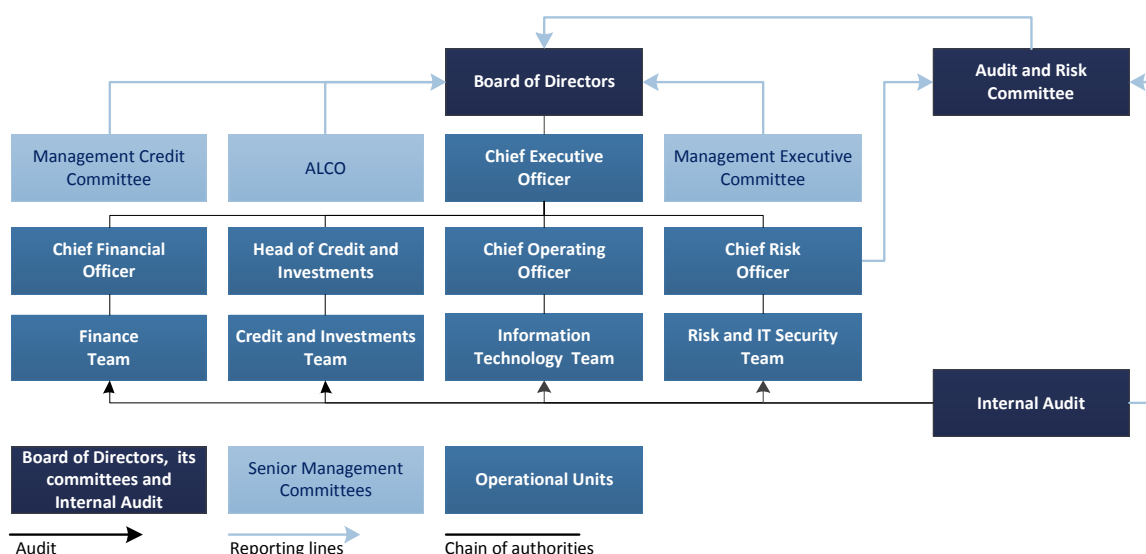 Board of Directors
Audit and Risk
Committee
Management Credit
Committee
ALCO
Chief Executive
Officer
Management Executive
Committee
Chief Financial
Officer
Head of Credit and
Investments
Chief Operating
Officer
Chief Risk
Officer
Finance
Team
Credit and Investments
Team
Information
Technology Team
Risk and IT Security
Team
Internal Audit
Board of Directors, its
committees and
Internal Audit
Senior Management
Committees
Operational Units
Audit
Reporting lines
Chain of authorities